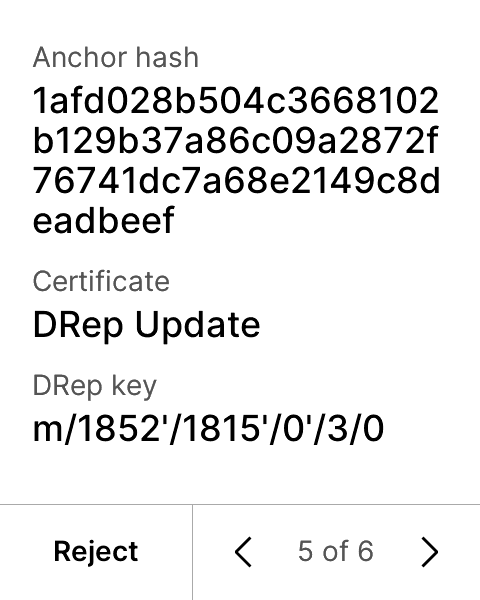 Anchor hash
1afd028b504c3668102
b129b37a86c09a2872f
76741dc7a68e2149c8d
eadbeef
Certificate
DRep Update
DRep key
m/1852'/1815'/0'/3/0
Reject
5 of 6